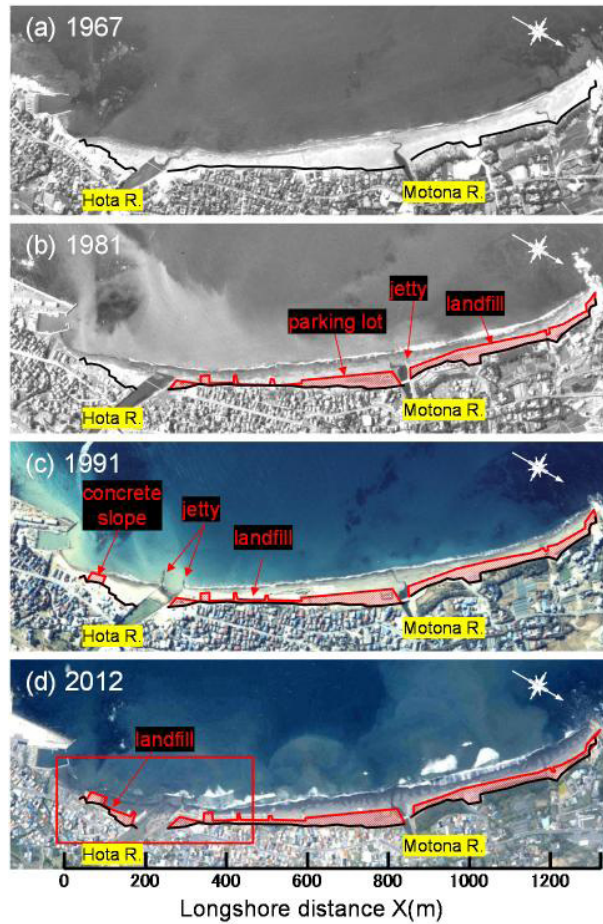 (a) 1967
Hota R.
Motona R.
(b) 1981
jetty
landfill
parking lot
Hota R.
Motona R.
(c) 1991
concrete
slope
jetty
landfill
Hota R.
Motona R.
(d) 2012
landfill
Hota R.
Motona R.
0 200 400 600 800 1000 1200
Longshore distance X(m)